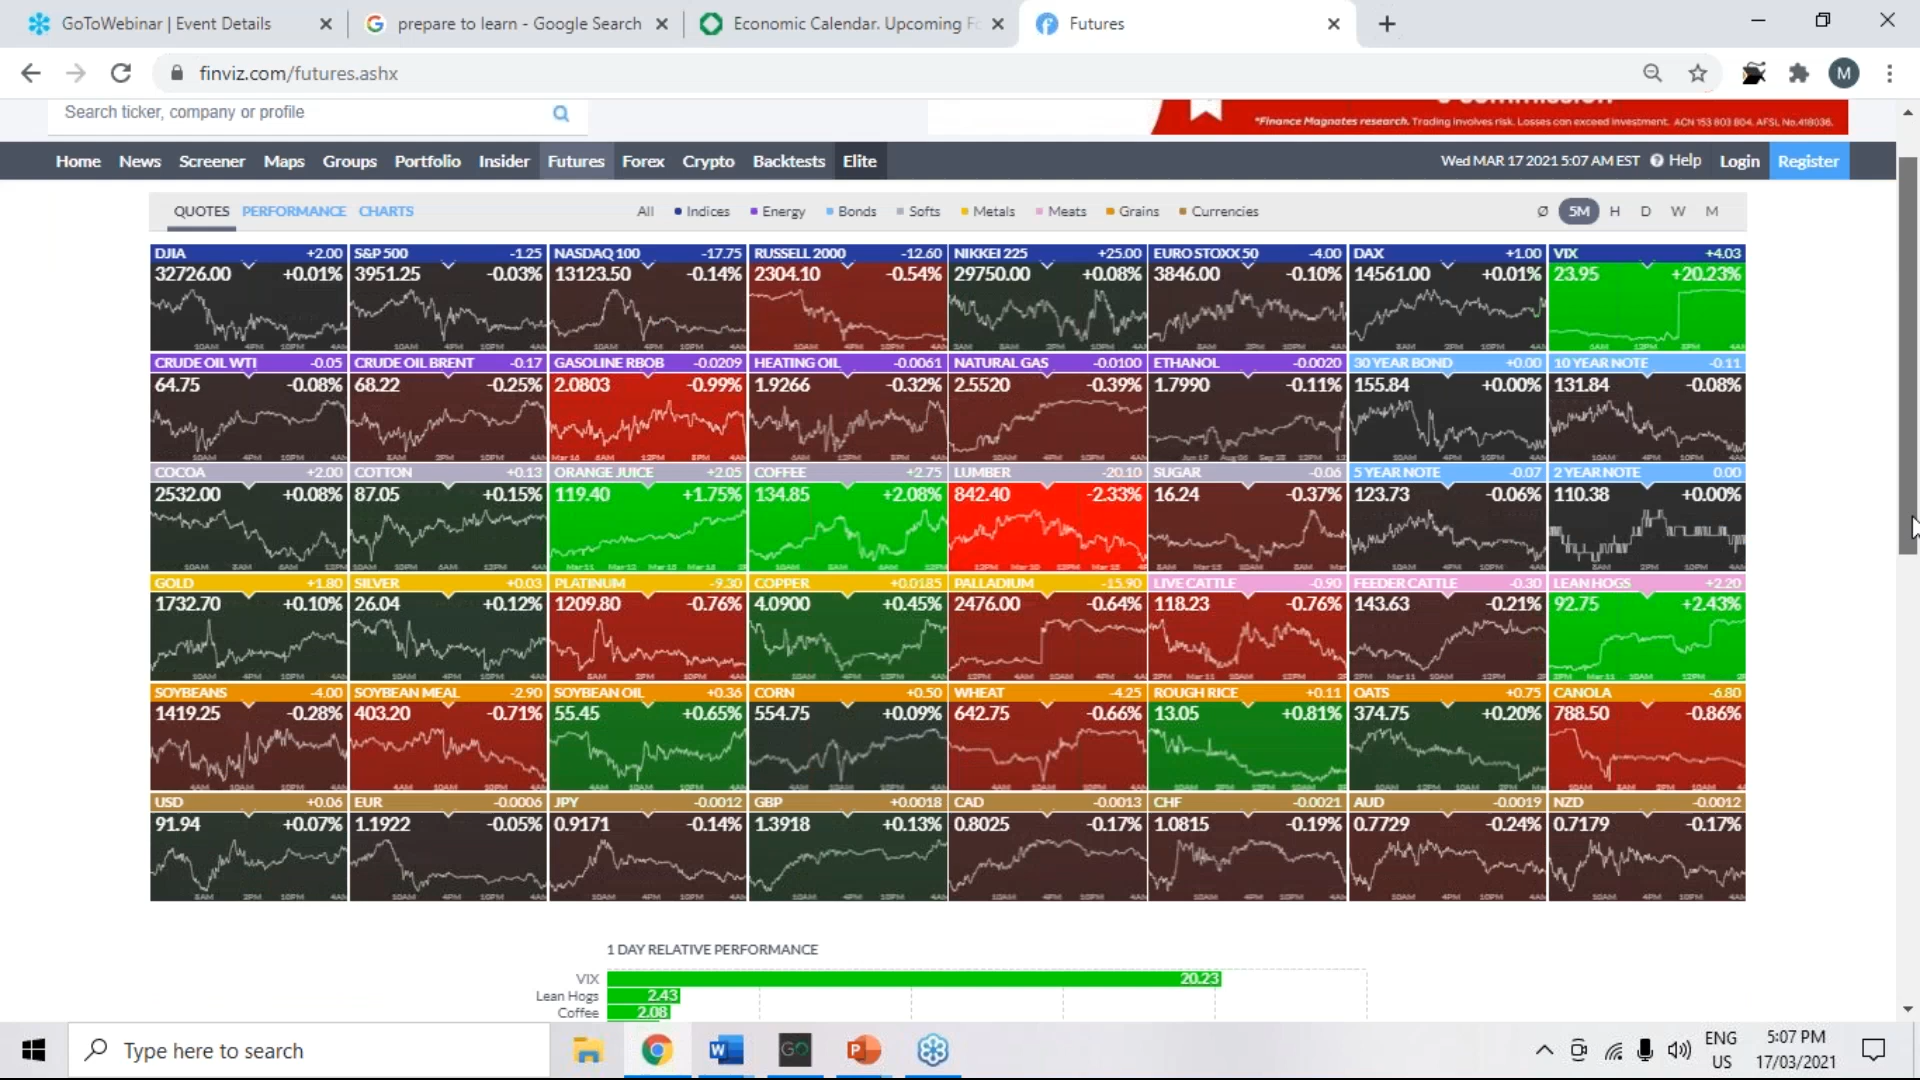 GoToWebinar | Event Details
prepare to learn - Google Search
Economic Calendar. Upcoming
Futures
finviz.com/futures.ashx
M
Search ticker, company or profile
*Finance Magnates research. Trading involves risk. Losses can exceed investment. ACN 153 803 804. AFSL No.418036.
Home News Screener Maps Groups Portfolio Insider Futures Forex Crypto Backtests Elite
Wed MAR 17 2021 5:07 AM EST Help Login Register
QUOTES PERFORMANCE CHARTS
All Indices Energy Bonds Softs Metals Meats Grains Currencies
Ø 5M H D W M
DJIA +2.00 S&P 500 -1.25 NASDAQ 100 -17.75 RUSSELL 2000 -12.60 NIKKEI 225 +25.00 EURO STOXX 50 -4.00 DAX +1.00 VIX +4.03
32726.00 +0.01% 3951.25 -0.03% 13123.50 -0.14% 2304.10 -0.54% 29750.00 +0.08% 3846.00 -0.10% 14561.00 +0.01% 23.95 +20.23%
CRUDE OIL WTI -0.05 CRUDE OIL BRENT -0.17 GASOLINE RBOB -0.0209 HEATING OIL -0.0061 NATURAL GAS -0.0100 ETHANOL -0.0020 30 YEAR BOND +0.00 10 YEAR NOTE -0.11
64.75 -0.08% 68.22 -0.25% 2.0803 -0.99% 1.9266 -0.32% 2.5520 -0.39% 1.7990 -0.11% 155.84 +0.00% 131.84 -0.08%
COCOA +2.00 COTTON +0.13 ORANGE JUICE +2.05 COFFEE +2.75 LUMBER -20.10 SUGAR -0.06 5 YEAR NOTE -0.07 2 YEAR NOTE 0.00
2532.00 +0.08% 87.05 +0.15% 119.40 +1.75% 134.85 +2.08% 842.40 -2.33% 16.24 -0.37% 123.73 -0.06% 110.38 +0.00%
GOLD +1.80 SILVER +0.03 PLATINUM -9.30 COPPER +0.0185 PALLADIUM -15.90 LIVE CATTLE -0.90 FEEDER CATTLE -0.30 LEAN HOGS +2.20
1732.70 +0.10% 26.04 +0.12% 1209.80 -0.76% 4.0900 +0.45% 2476.00 -0.64% 118.23 -0.76% 143.63 -0.21% 92.75 +2.43%
SOYBEANS -4.00 SOYBEAN MEAL -2.90 SOYBEAN OIL +0.36 CORN +0.50 WHEAT -4.25 ROUGH RICE +0.11 OATS +0.75 CANOLA -6.80
1419.25 -0.28% 403.20 -0.71% 55.45 +0.65% 554.75 +0.09% 642.75 -0.66% 13.05 +0.81% 374.75 +0.20% 788.50 -0.86%
USD +0.06 EUR -0.0006 JPY -0.0012 GBP +0.0018 CAD -0.0013 CHF -0.0021 AUD -0.0019 NZD -0.0012
91.94 +0.07% 1.1922 -0.05% 0.9171 -0.14% 1.3918 +0.13% 0.8025 -0.17% 1.0815 -0.19% 0.7729 -0.24% 0.7179 -0.17%
1 DAY RELATIVE PERFORMANCE
VIX 20.23
Lean Hogs 2.43
Coffee 2.08
Type here to search
GO
ENG
US
5:07 PM
17/03/2021